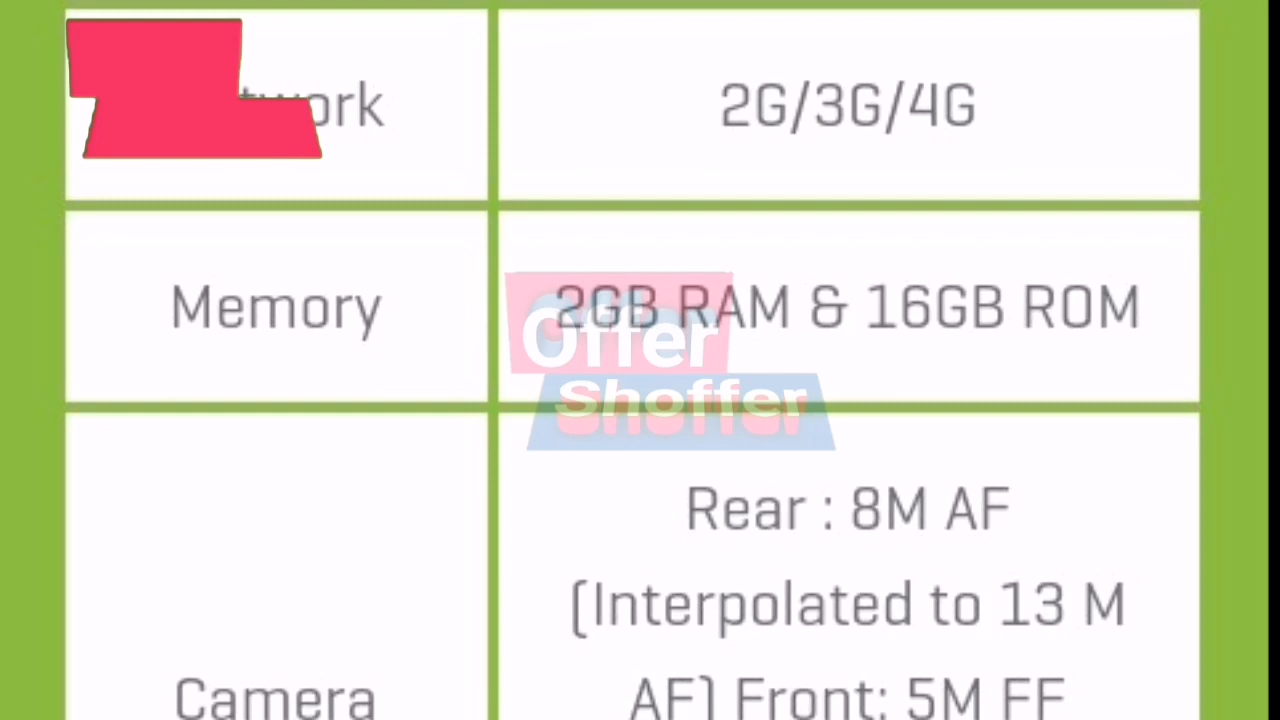 2G/3G/4G
Memory
2GB RAM & 16GB ROM
Offer
Shoffer
Rear : 8M AF
(Interpolated to 13 M
Camera
AF) Front: 5M FF